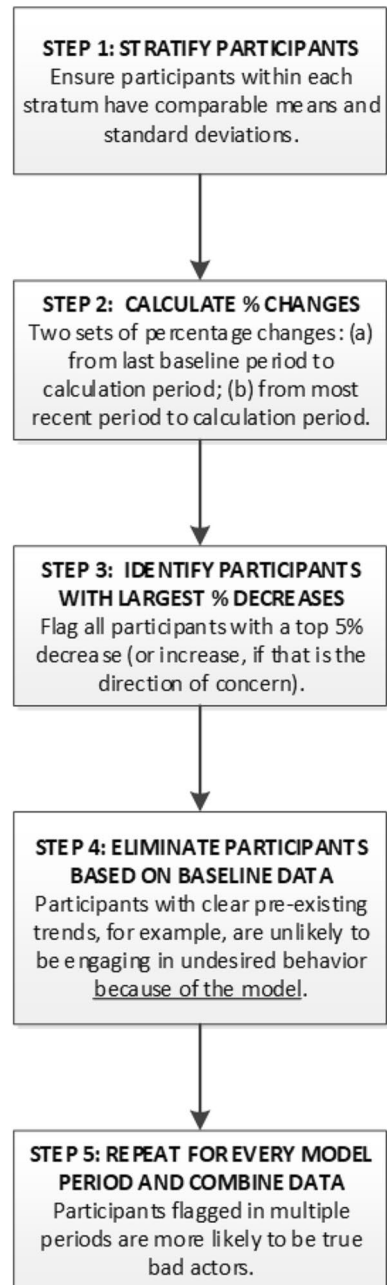 STEP 1: STRATIFY PARTICIPANTS
Ensure participants within each
stratum have comparable means and
standard deviations.
STEP 2: CALCULATE % CHANGES
Two sets of percentage changes: (a)
from last baseline period to
calculation period; (b) from most
recent period to calculation period.
STEP 3: IDENTIFY PARTICIPANTS
WITH LARGEST % DECREASES
Flag all participants with a top 5%
decrease (or increase, if that is the
direction of concern).
STEP 4: ELIMINATE PARTICIPANTS
BASED ON BASELINE DATA
Participants with clear pre-existing
trends, for example, are unlikely to
be engaging in undesired behavior
because of the model.
STEP 5: REPEAT FOR EVERY MODEL
PERIOD AND COMBINE DATA
Participants flagged in multiple
periods are more likely to be true
bad actors.